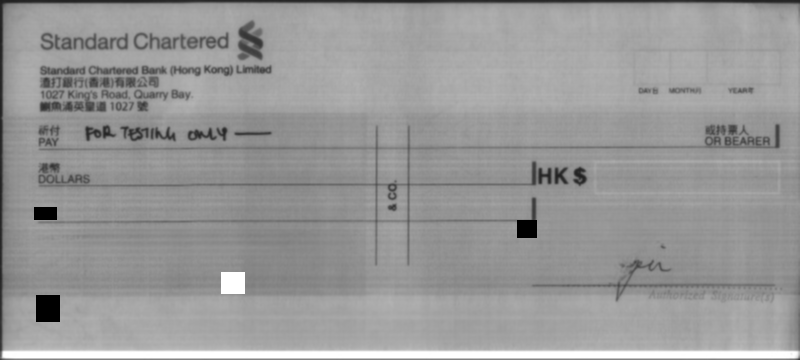 Standard Chartered
Standard Chartered Bank (Hong Kong) Limited
渣打銀行(香港)有限公司
1027 King's Road, Quarry Bay.
鰂魚涌英皇道 1027 號
DAY日 MONTH月 YEAR年
祈付
PAY FOR TESTING ONLY
或持票人
OR BEARER
港幣
DOLLARS
HK $
& CO.
Authorized Signature(s)